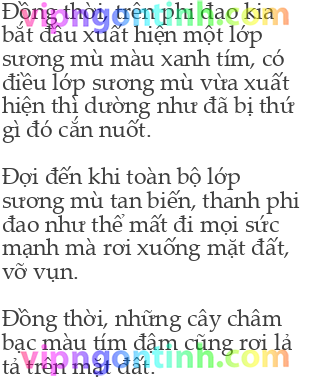 Đồng thời, trên phi đao kia
bắt đầu xuất hiện một lớp
sương mù màu xanh tím, có
điều lớp sương mù vừa xuất
hiện thì dường như đã bị thứ
gì đó cắn nuốt.
Đợi đến khi toàn bộ lớp
sương mù tan biến, thanh phi
đao như thể mất đi mọi sức
mạnh mà rơi xuống mặt đất,
vỡ vụn.
Đồng thời, những cây châm
bạc màu tím đậm cũng rơi lả
tả trên mặt đất.
vipngontinh.com
vipngontinh.com